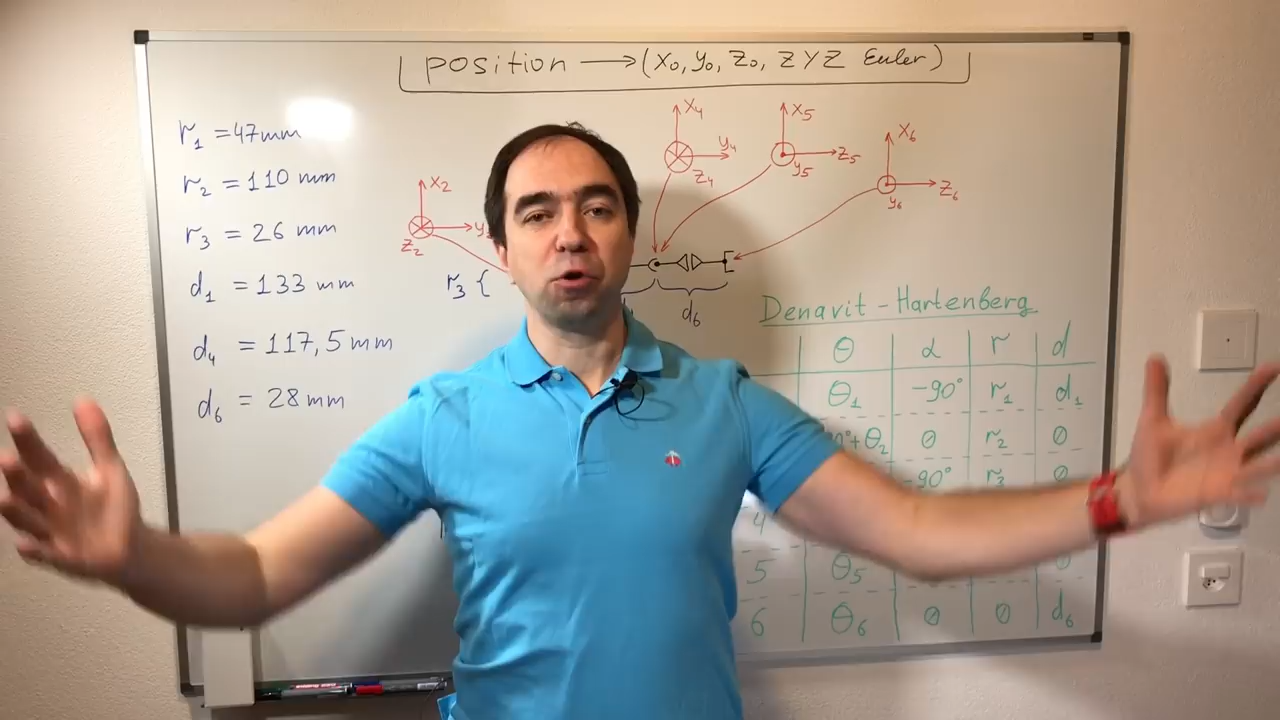 position → (x₀, y₀, z₀, ZYZ Euler)
r₁ = 47mm
r₂ = 110 mm
r₃ = 26 mm
d₁ = 133 mm
d₄ = 117,5 mm
d₆ = 28 mm
x₂
z₂
x₄
y₄
z₄
x₅
z₅
y₅
x₆
z₆
y₆
r₃ {
d₆
Denavit - Hartenberg
θ α r d
θ₁ -90° r₁ d₁
°+θ₂ 0 r₂ 0
-90° r₃ 0
4
5 θ₅
6 θ₆ 0 0 d₆